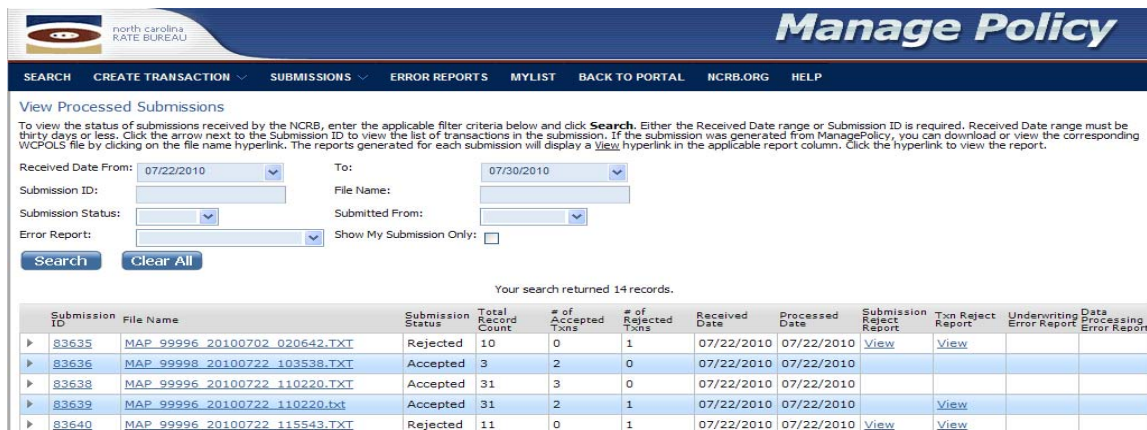 north carolina
RATE BUREAU
Manage Policy
SEARCH CREATE TRANSACTION SUBMISSIONS ERROR REPORTS MYLIST BACK TO PORTAL NCRB.ORG HELP
View Processed Submissions
To view the status of submissions received by the NCRB, enter the applicable filter criteria below and click Search. Either the Received Date range or Submission ID is required. Received Date range must be
thirty days or less. Click the arrow next to the Submission ID to view the list of transactions in the submission. If the submission was generated from ManagePolicy, you can download or view the corresponding
WCPOLS file by clicking on the file name hyperlink. The reports generated for each submission will display a View hyperlink in the applicable report column. Click the hyperlink to view the report.
Received Date From: 07/22/2010 To: 07/30/2010
Submission ID: File Name:
Submission Status: Submitted From:
Error Report: Show My Submission Only:
Search Clear All
Your search returned 14 records.
Submission ID File Name Submission Status Total Record Count # of Accepted Txns # of Rejected Txns Received Date Processed Date Submission Reject Report Txn Reject Report Underwriting Error Report Data Processing Error Report
83635 MAP_99996_20100702_020642.TXT Rejected 10 0 1 07/22/2010 07/22/2010 View View
83636 MAP_99998_20100722_103538.TXT Accepted 3 2 0 07/22/2010 07/22/2010
83638 MAP_99996_20100722_110220.TXT Accepted 31 3 0 07/22/2010 07/22/2010
83639 MAP_99996_20100722_110220.txt Accepted 31 2 1 07/22/2010 07/22/2010 View
83640 MAP_99996_20100722_115543.TXT Rejected 11 0 1 07/22/2010 07/22/2010 View View